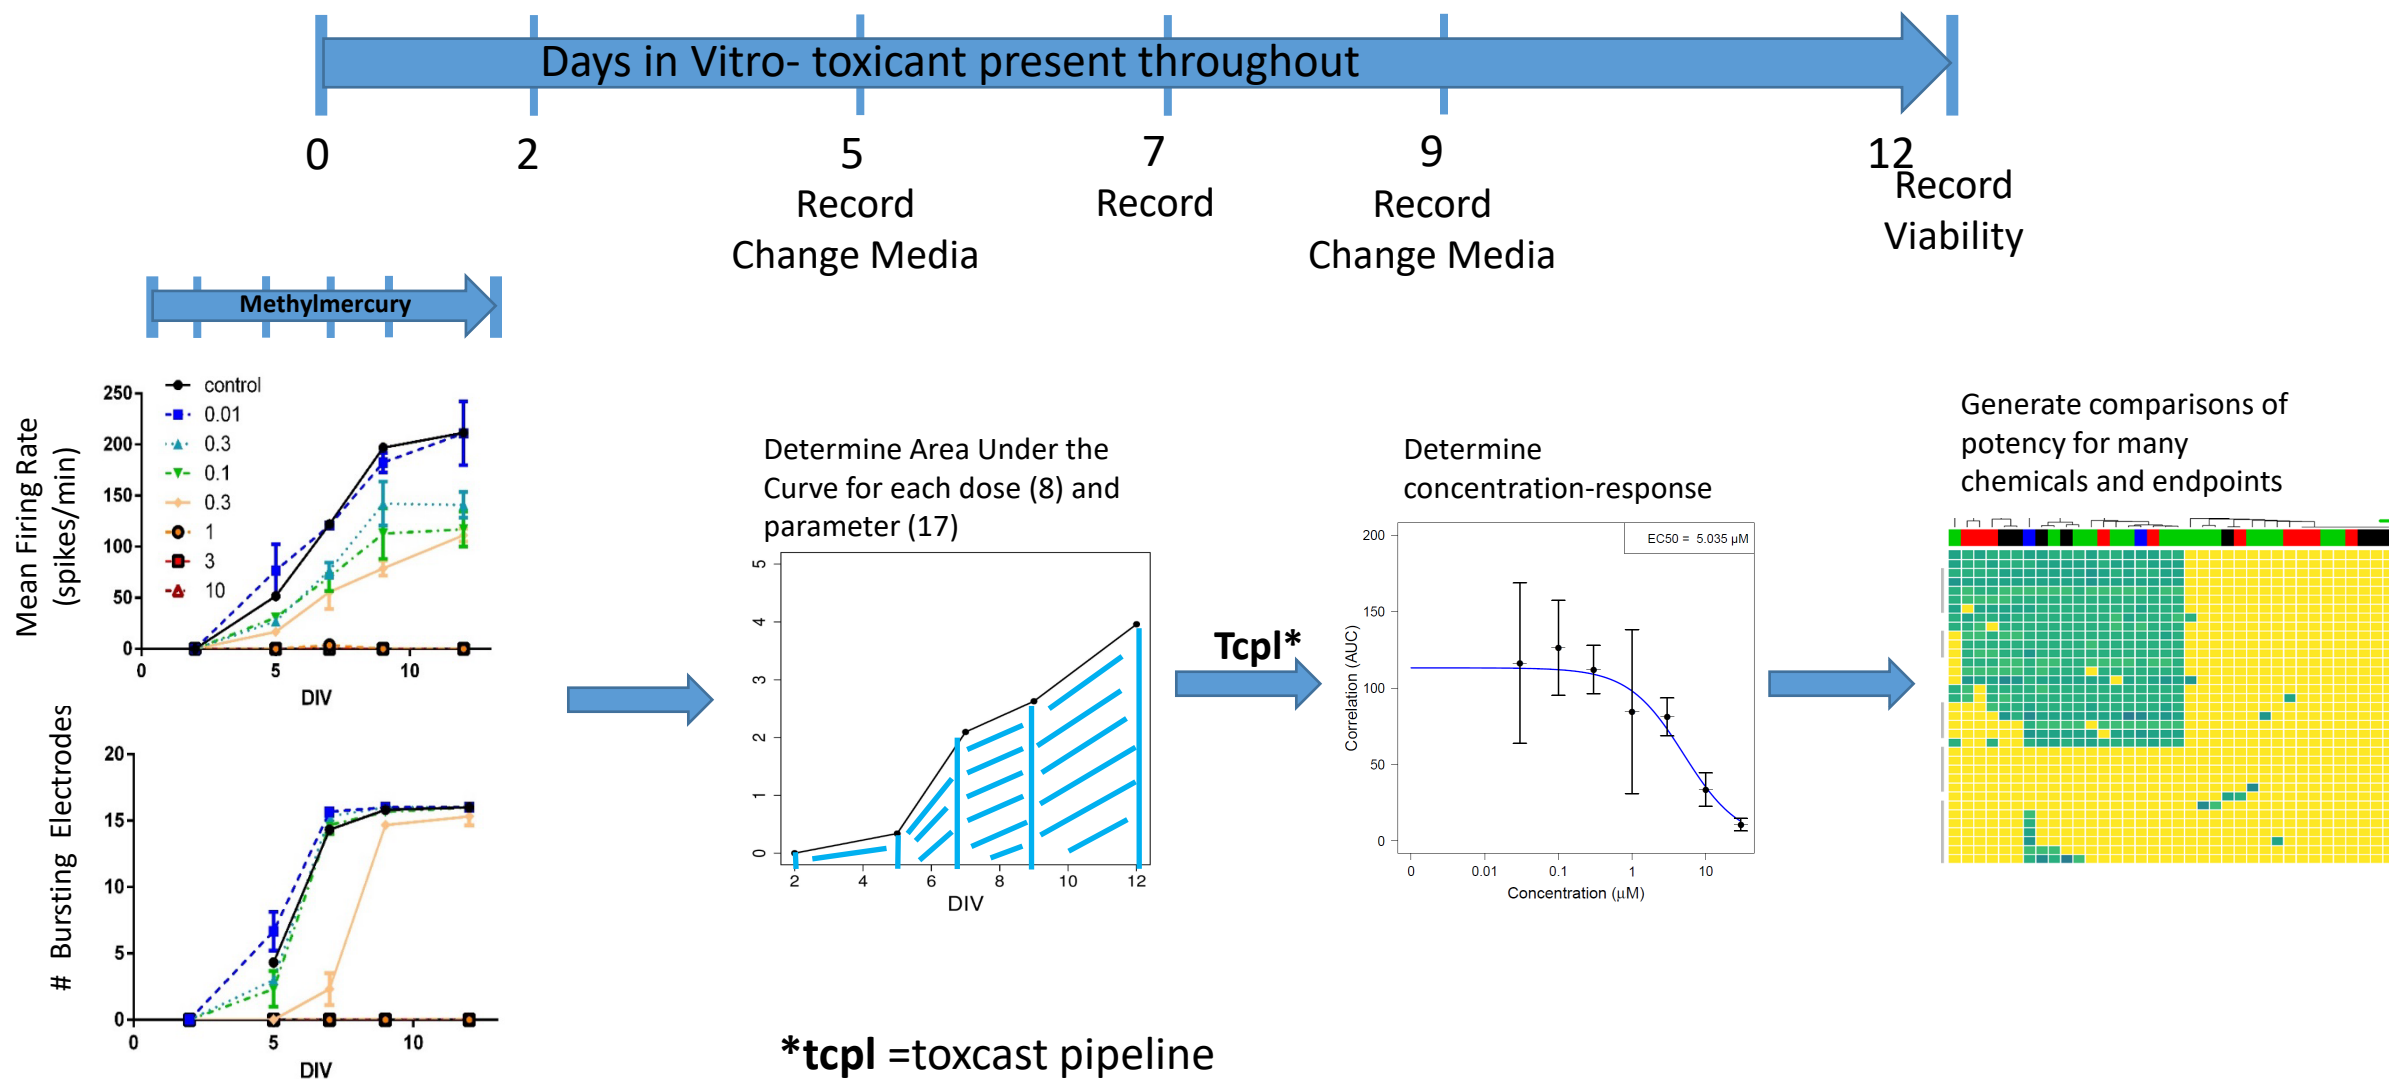 Days in Vitro- toxicant present throughout
0
2
5
7
9
12
Record
Change Media
Record
Record
Change Media
Record
Viability
Methylmercury
Mean Firing Rate
(spikes/min)
250
200
150
100
50
0
control
0.01
0.3
0.1
0.3
1
3
10
0
5
10
DIV
# Bursting Electrodes
20
15
10
5
0
0
5
10
DIV
Determine Area Under the
Curve for each dose (8) and
parameter (17)
5
4
3
2
1
0
2
4
6
8
10
12
DIV
Tcpl*
Determine
concentration-response
EC50 = 5.035 µM
Correlation (AUC)
200
150
100
50
0
0
0.01
0.1
1
10
Concentration (µM)
Generate comparisons of
potency for many
chemicals and endpoints
*tcpl =toxcast pipeline